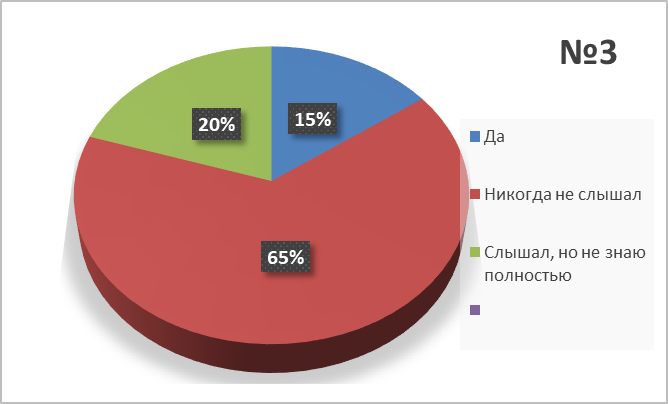 №3
15%
20%
65%
Да
Никогда не слышал
Слышал, но не знаю
полностью